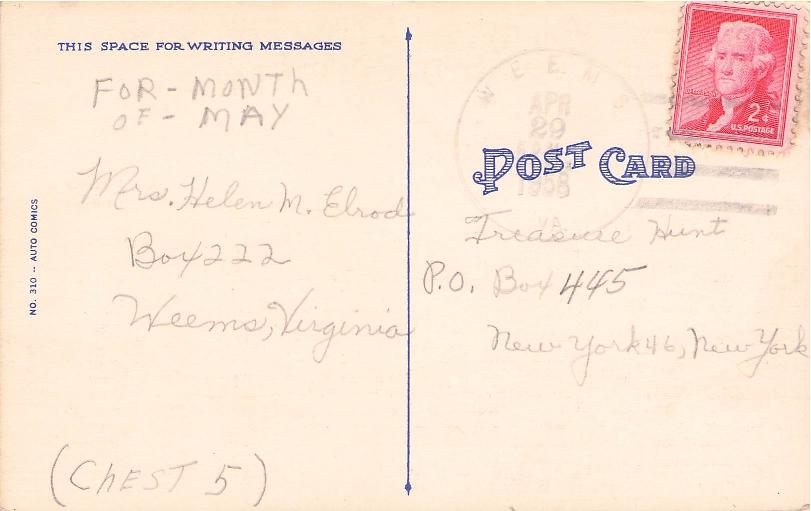 THIS SPACE FOR WRITING MESSAGES
FOR - MONTH
OF - MAY
Mrs. Helen M. Elrod
Box 222
Weems, Virginia
(CHEST 5)
NO. 310 -- AUTO COMICS
WEEMS
APR
29
1958
VA.
2¢
U.S. POSTAGE
POST CARD
Treasure Hunt
P.O. Box 445
New York 46, New York